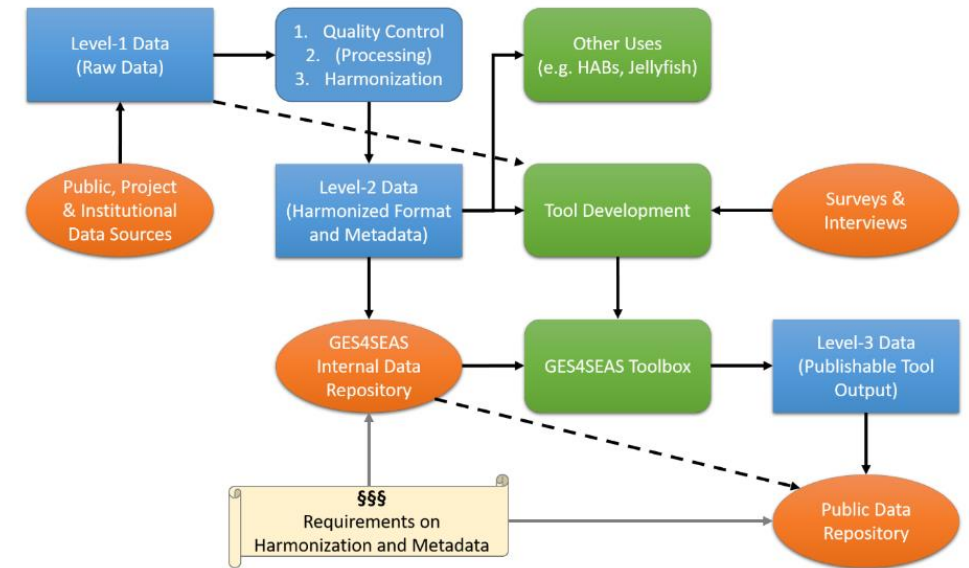 Level-1 Data
(Raw Data)
1. Quality Control
2. (Processing)
3. Harmonization
Other Uses
(e.g. HABs, Jellyfish)
Public, Project
& Institutional
Data Sources
Level-2 Data
(Harmonized Format
and Metadata)
Tool Development
Surveys &
Interviews
GES4SEAS
Internal Data
Repository
GES4SEAS Toolbox
Level-3 Data
(Publishable Tool
Output)
§§§
Requirements on
Harmonization and Metadata
Public Data
Repository